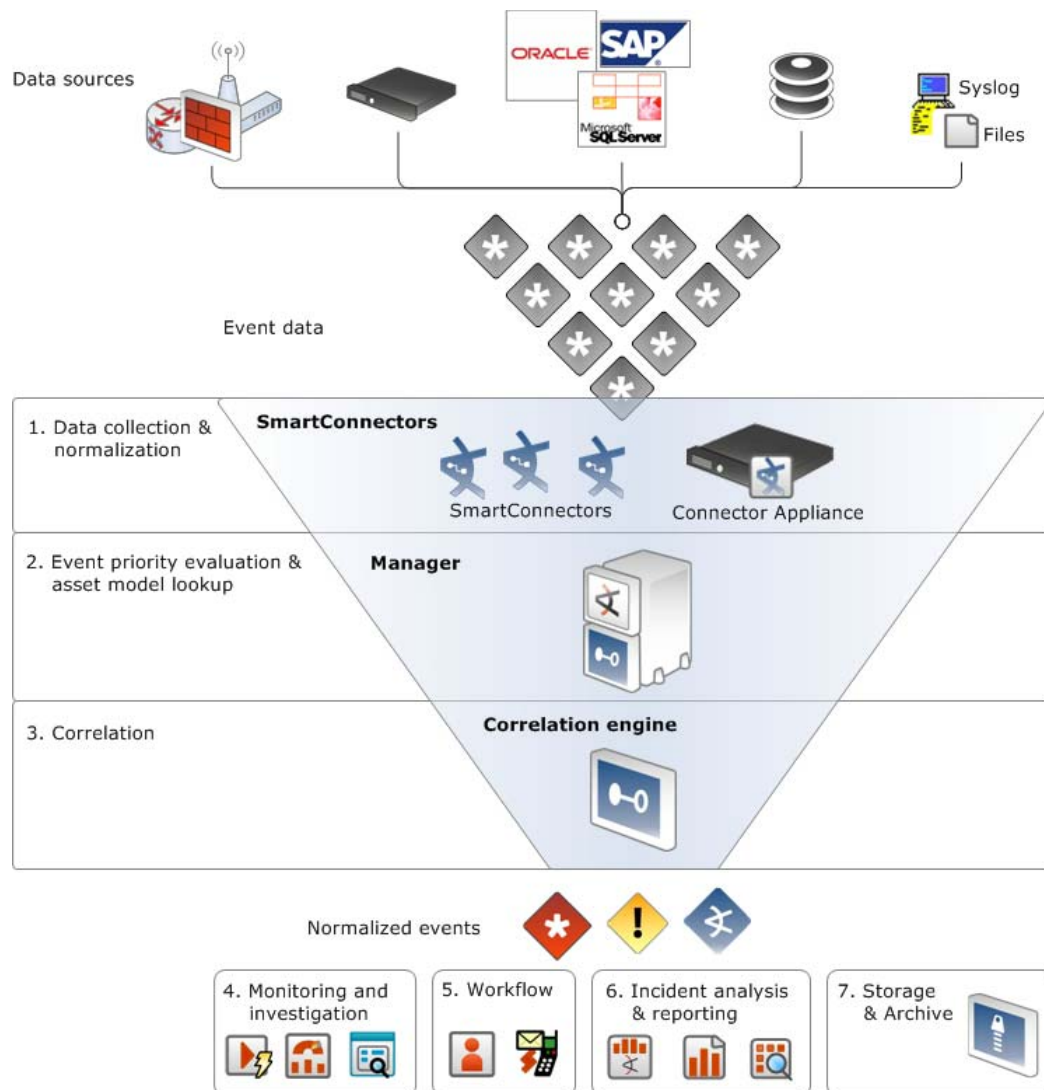 Data sources
ORACLE
SAP
Microsoft
SQL Server
Syslog
Files
Event data
1. Data collection &
normalization
SmartConnectors
SmartConnectors
Connector Appliance
2. Event priority evaluation &
asset model lookup
Manager
3. Correlation
Correlation engine
Normalized events
4. Monitoring and
investigation
5. Workflow
6. Incident analysis
& reporting
7. Storage
& Archive